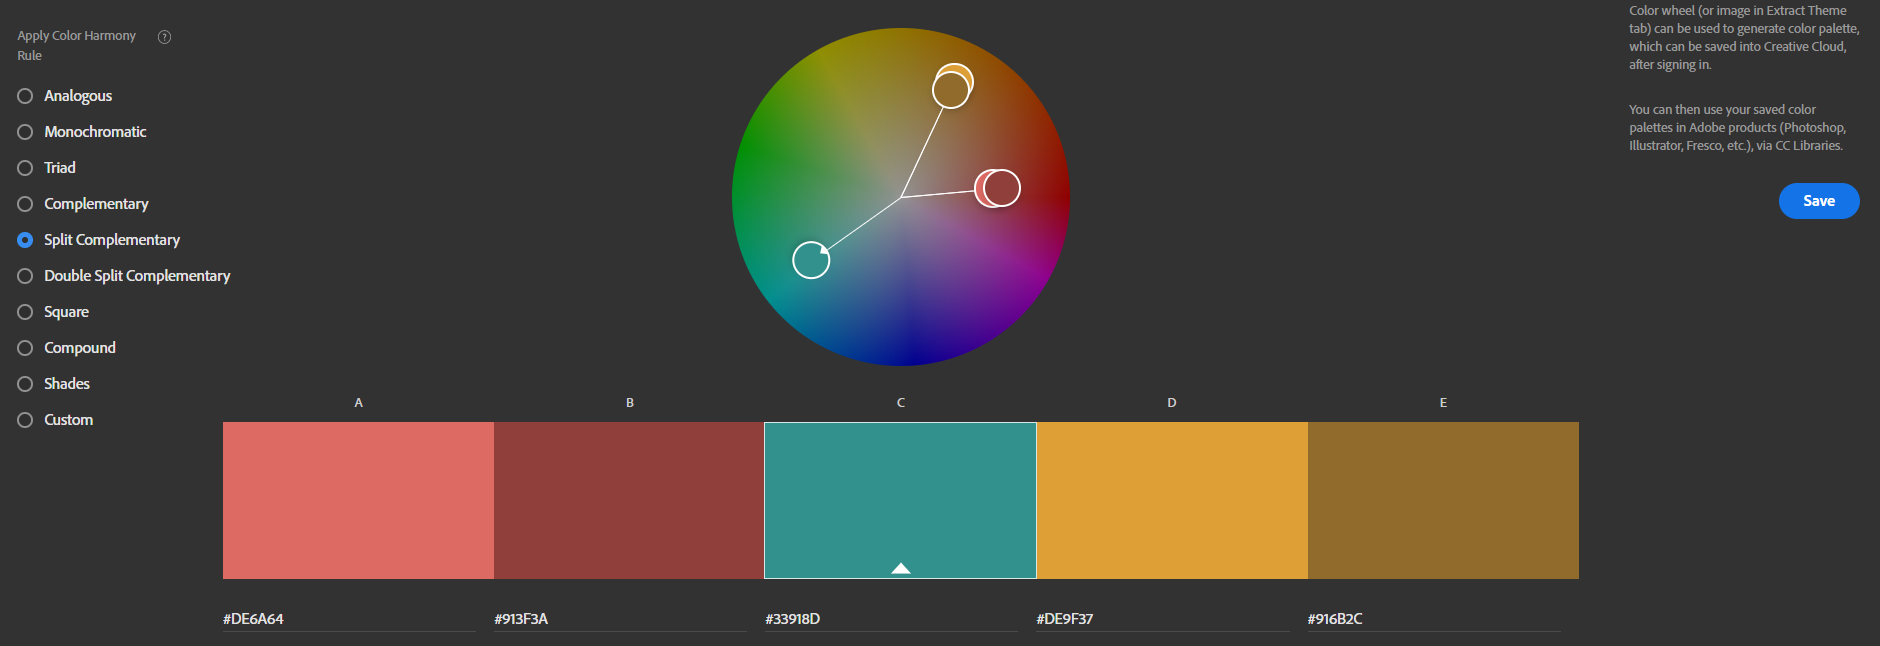 Apply Color Harmony
Rule
?
Analogous
Monochromatic
Triad
Complementary
Split Complementary
Double Split Complementary
Square
Compound
Shades
Custom
Color wheel (or image in Extract Theme
tab) can be used to generate color palette,
which can be saved into Creative Cloud,
after signing in.
You can then use your saved color
palettes in Adobe products (Photoshop,
Illustrator, Fresco, etc.), via CC Libraries.
Save
A B C D E
#DE6A64 #913F3A #33918D #DE9F37 #916B2C